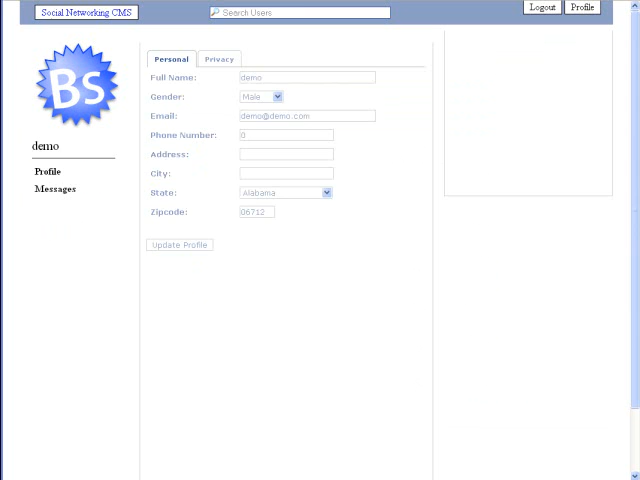 Social Networking CMS
Search Users
Logout
Profile
BS
demo
Profile
Messages
Personal
Privacy
Full Name: demo
Gender: Male
Email: demo@demo.com
Phone Number: 0
Address:
City:
State: Alabama
Zipcode: 06712
Update Profile